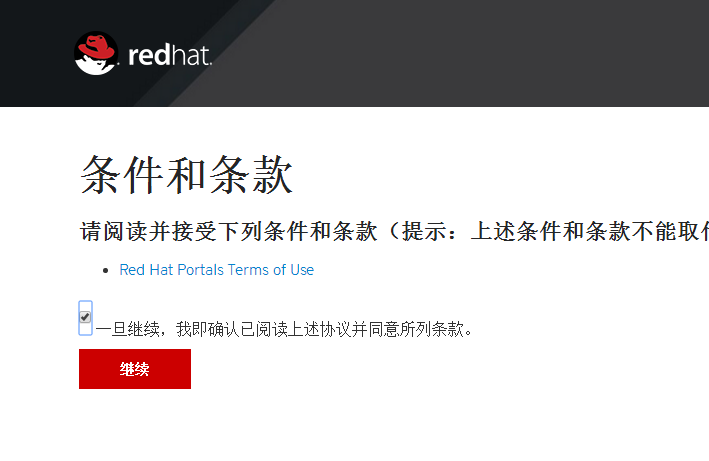 redhat.
条件和条款
请阅读并接受下列条件和条款（提示：上述条件和条款不能取
Red Hat Portals Terms of Use
一旦继续，我即确认已阅读上述协议并同意所列条款。
继续